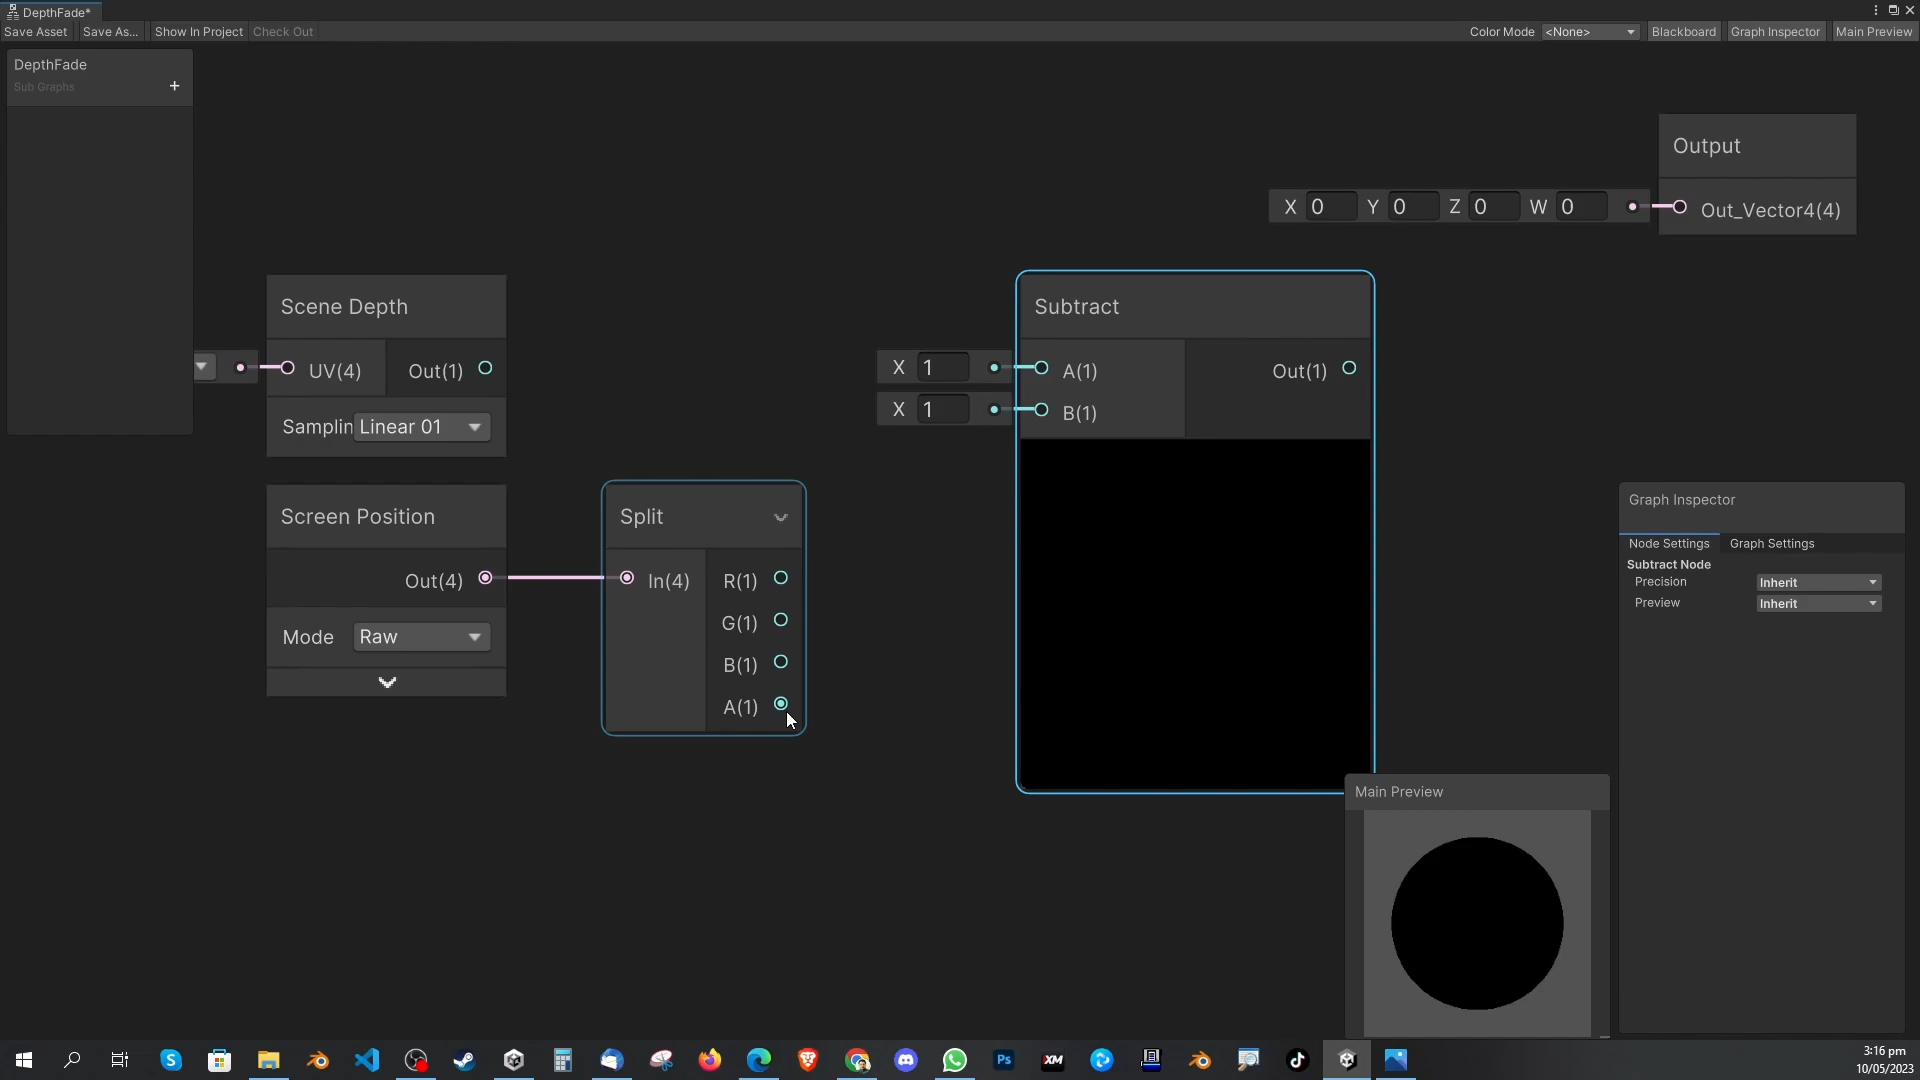 DepthFade*
Save Asset Save As... Show In Project Check Out Color Mode <None> Blackboard Graph Inspector Main Preview
DepthFade
Sub Graphs
+
Output
X 0 Y 0 Z 0 W 0 Out_Vector4(4)
Scene Depth
UV(4) Out(1)
Samplin Linear 01
Subtract
X 1 A(1) Out(1)
X 1 B(1)
Screen Position
Out(4)
Mode Raw
Split
In(4) R(1)
G(1)
B(1)
A(1)
Graph Inspector
Node Settings Graph Settings
Subtract Node
Precision Inherit
Preview Inherit
Main Preview
S
Ps
XM
3:16 pm
10/05/2023